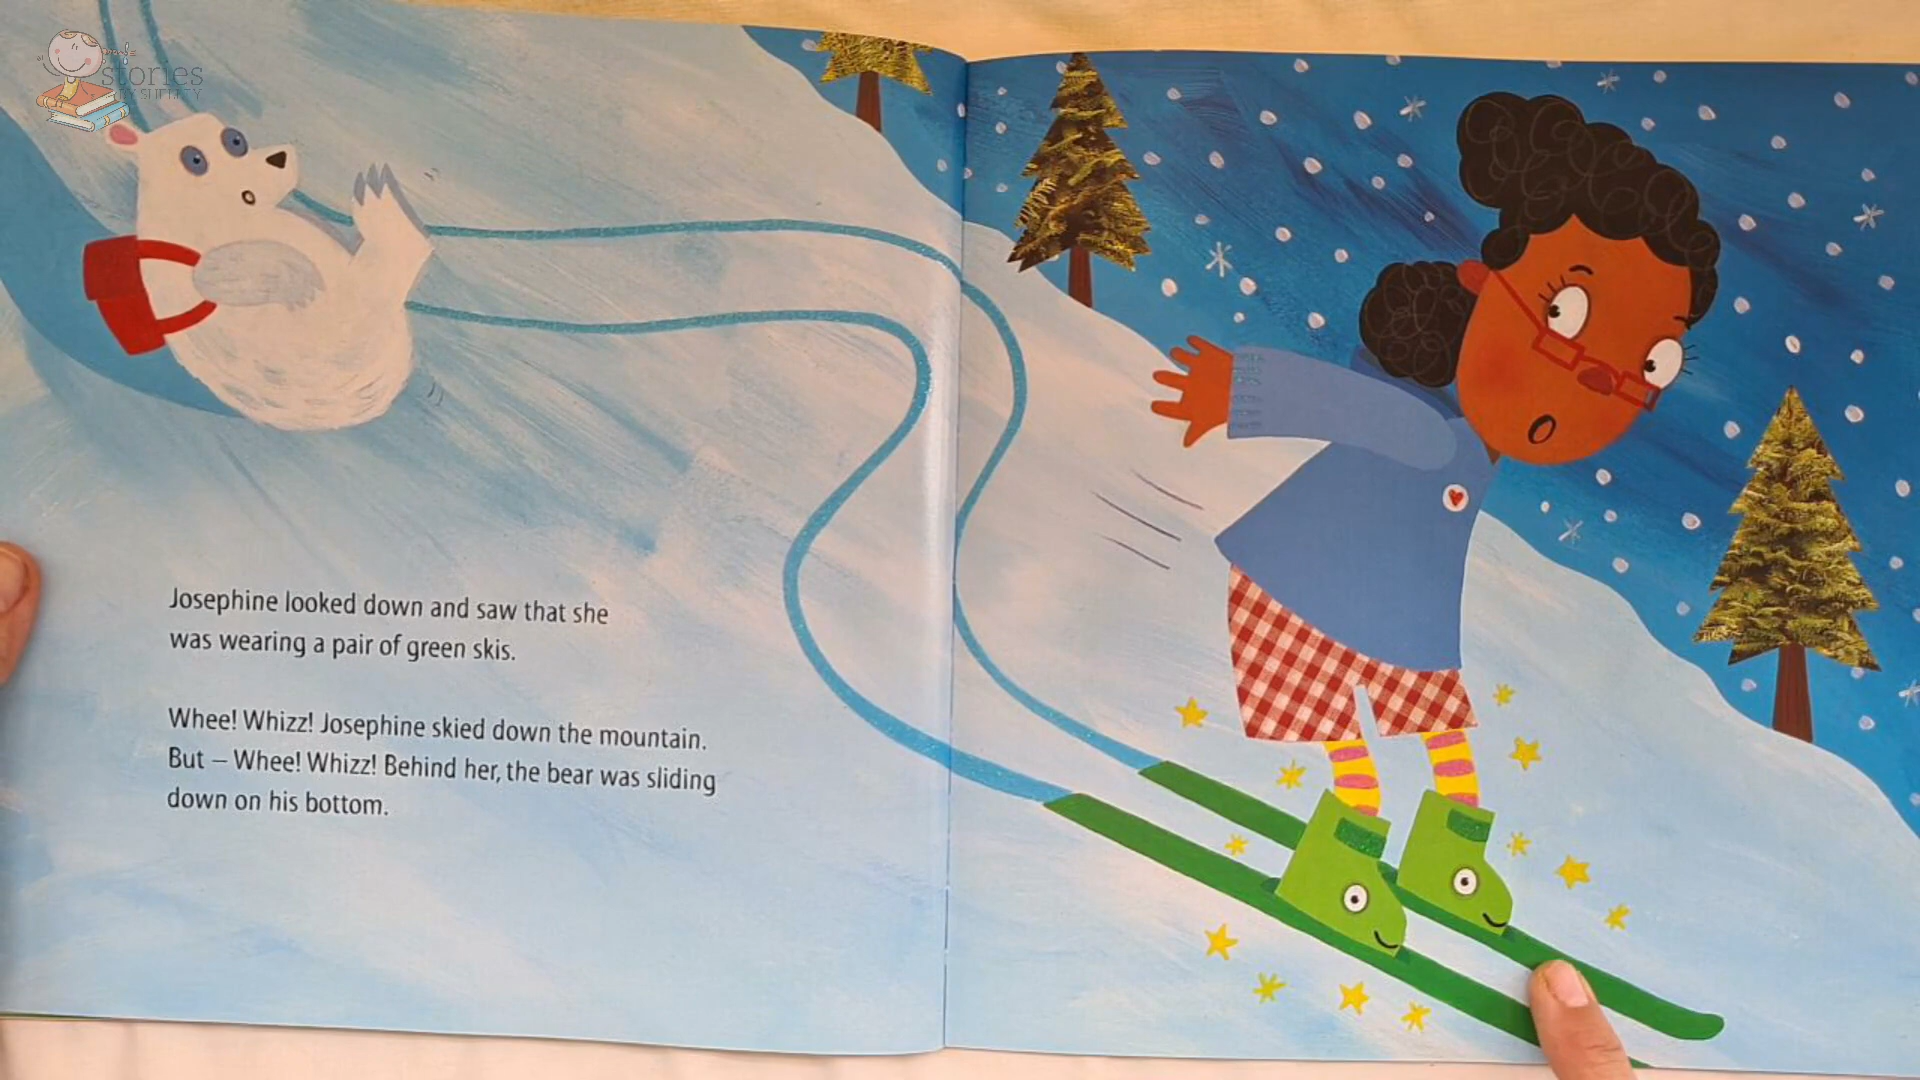 stories
Josephine looked down and saw that she
was wearing a pair of green skis.
Whee! Whizz! Josephine skied down the mountain.
But – Whee! Whizz! Behind her, the bear was sliding
down on his bottom.